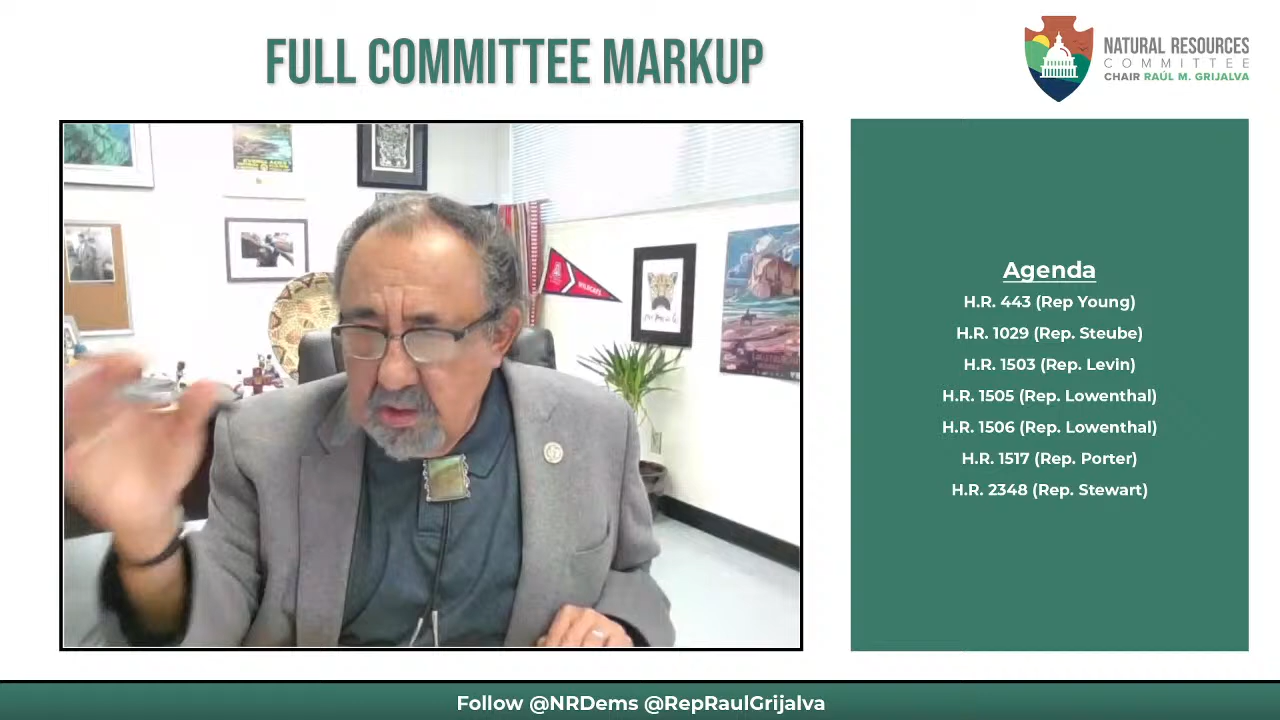 FULL COMMITTEE MARKUP
NATURAL RESOURCES
COMMITTEE
CHAIR RAÚL M. GRIJALVA
WILDCATS
Agenda
H.R. 443 (Rep Young)
H.R. 1029 (Rep. Steube)
H.R. 1503 (Rep. Levin)
H.R. 1505 (Rep. Lowenthal)
H.R. 1506 (Rep. Lowenthal)
H.R. 1517 (Rep. Porter)
H.R. 2348 (Rep. Stewart)
Follow @NRDems @RepRaulGrijalva